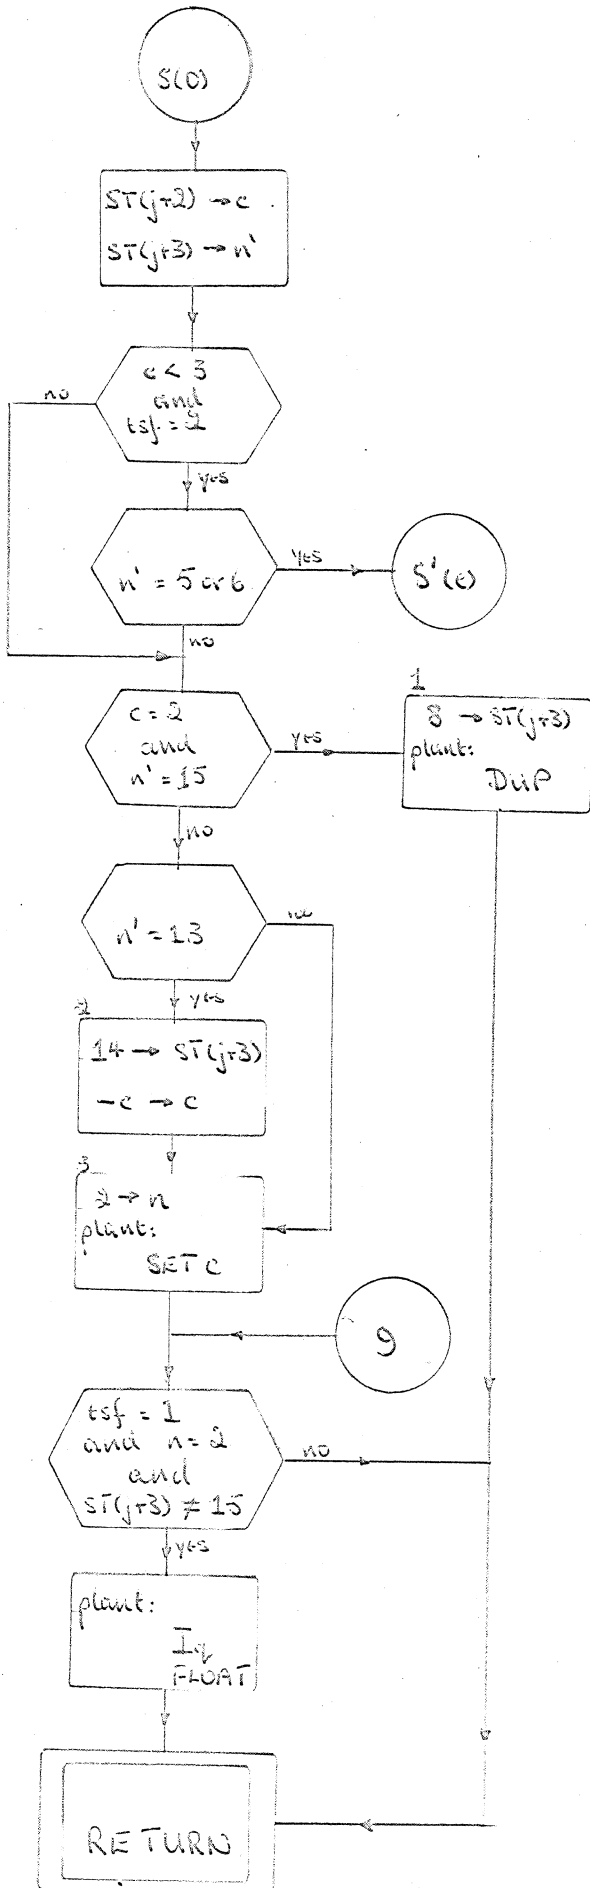 S(0)
ST(j+2) → c
ST(j+3) → n'
c < 3
and
tsf = 2
no
yes
n' = 5 or 6
yes
S'(c)
no
c = 2
and
n' = 15
yes
1
8 → ST(j+3)
plant:
DUP
no
n' = 13
no
yes
2
14 → ST(j+3)
-c → c
3
2 → n
plant:
SET c
9
tsf = 1
and n = 2
and
ST(j+3) ≠ 15
no
yes
plant:
Iq
FLOAT
RETURN